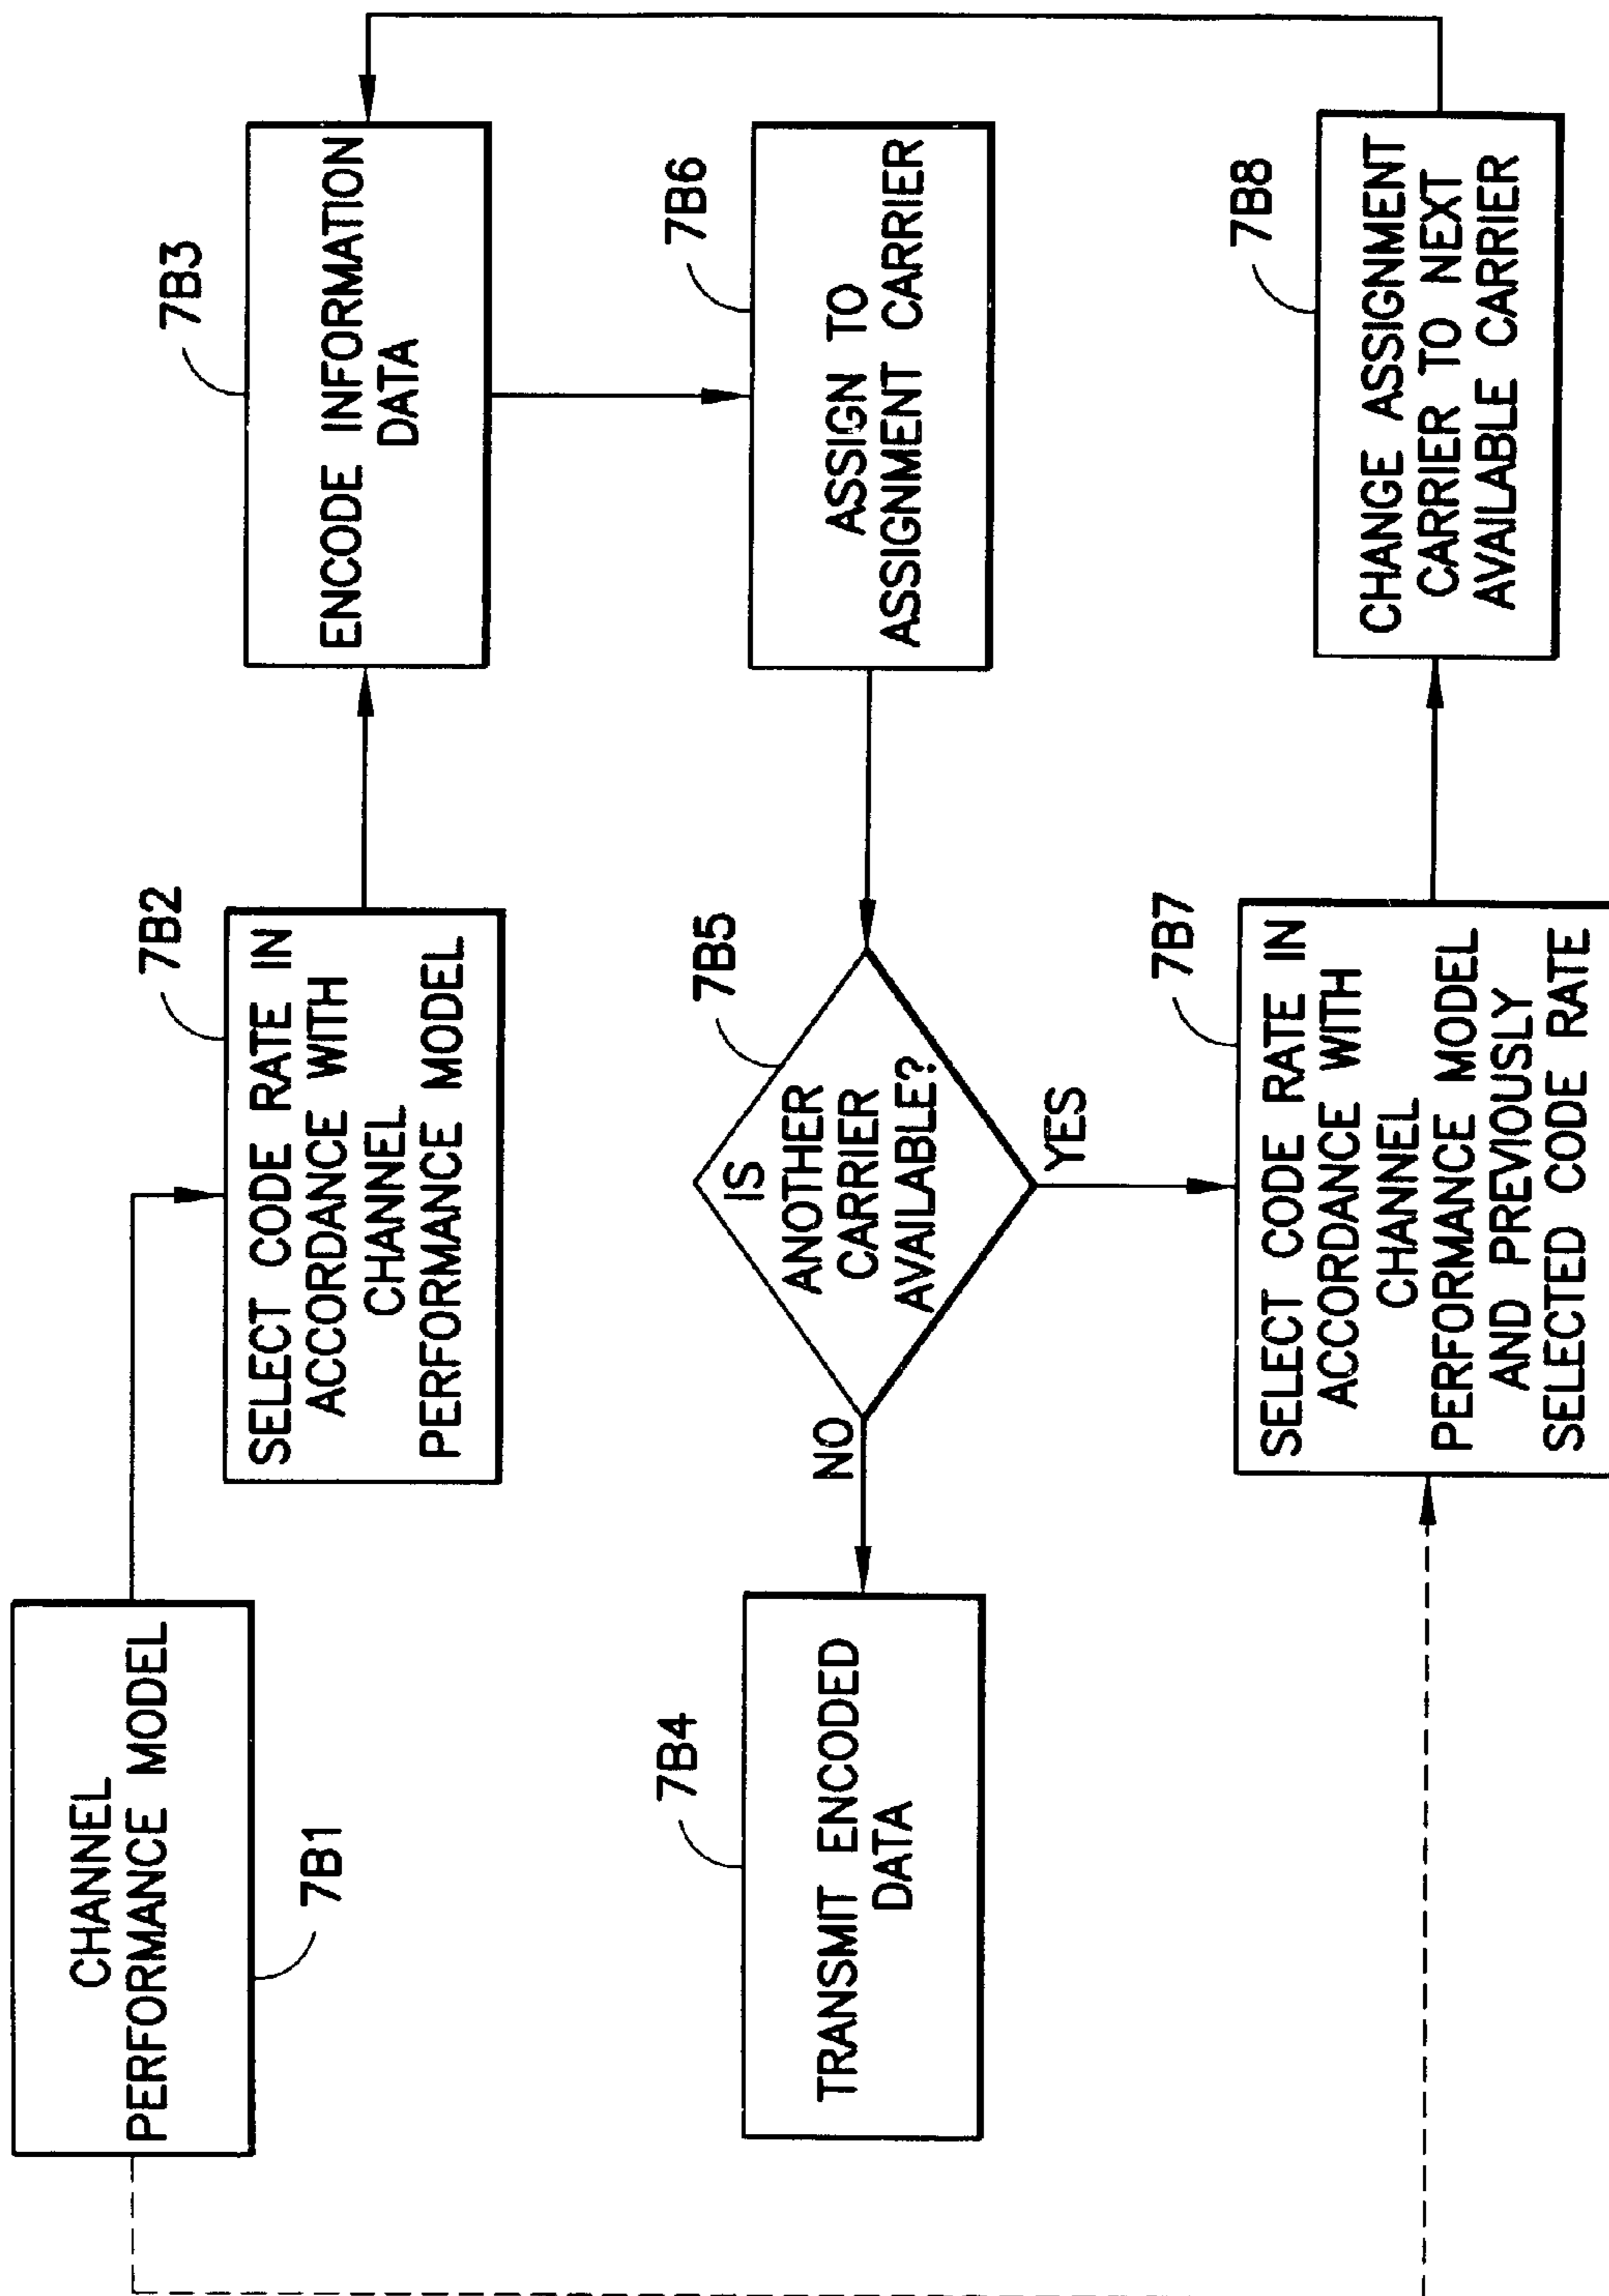 CHANNEL
PERFORMANCE MODEL
7B1
SELECT CODE RATE IN
ACCORDANCE WITH
CHANNEL
PERFORMANCE MODEL
7B2
ENCODE INFORMATION
DATA
7B3
TRANSMIT ENCODED
DATA
7B4
NO
IS
ANOTHER
CARRIER
AVAILABLE?
7B5
YES
ASSIGN TO
ASSIGNMENT CARRIER
7B6
SELECT CODE RATE IN
ACCORDANCE WITH
CHANNEL
PERFORMANCE MODEL
AND PREVIOUSLY
SELECTED CODE RATE
7B7
CHANGE ASSIGNMENT
CARRIER TO NEXT
AVAILABLE CARRIER
7B8